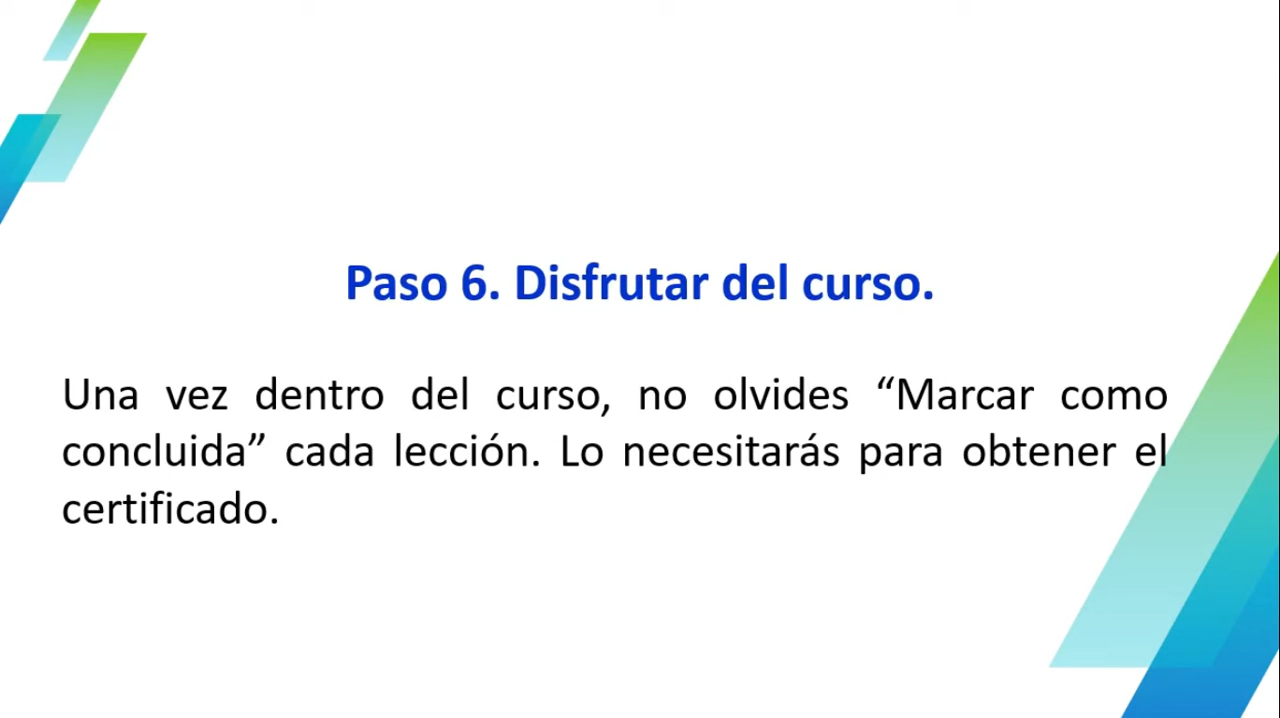 Paso 6. Disfrutar del curso.
Una vez dentro del curso, no olvides “Marcar como
concluida” cada lección. Lo necesitarás para obtener el
certificado.